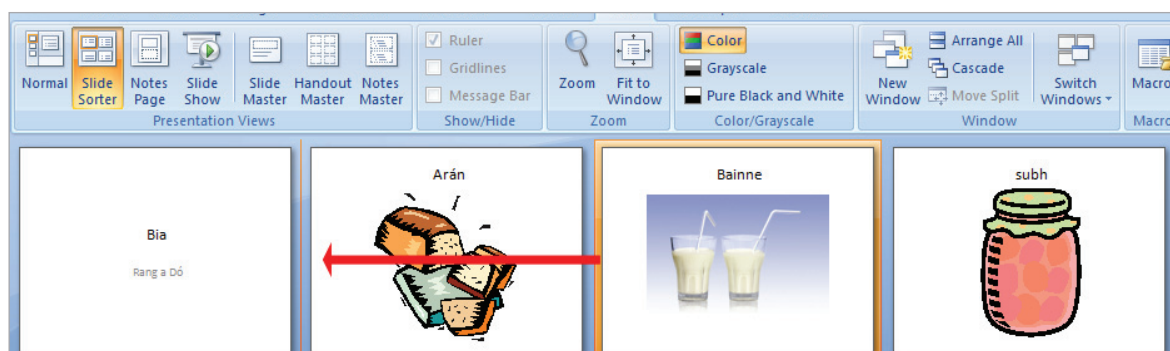 Normal
Slide Sorter
Notes Page
Slide Show
Slide Master
Handout Master
Notes Master
Presentation Views
Ruler
Gridlines
Message Bar
Show/Hide
Zoom
Fit to Window
Zoom
Color
Grayscale
Pure Black and White
Color/Grayscale
New Window
Arrange All
Cascade
Move Split
Switch Windows
Window
Macro
Macro
Bia
Rang a Dó
Arán
Bainne
subh